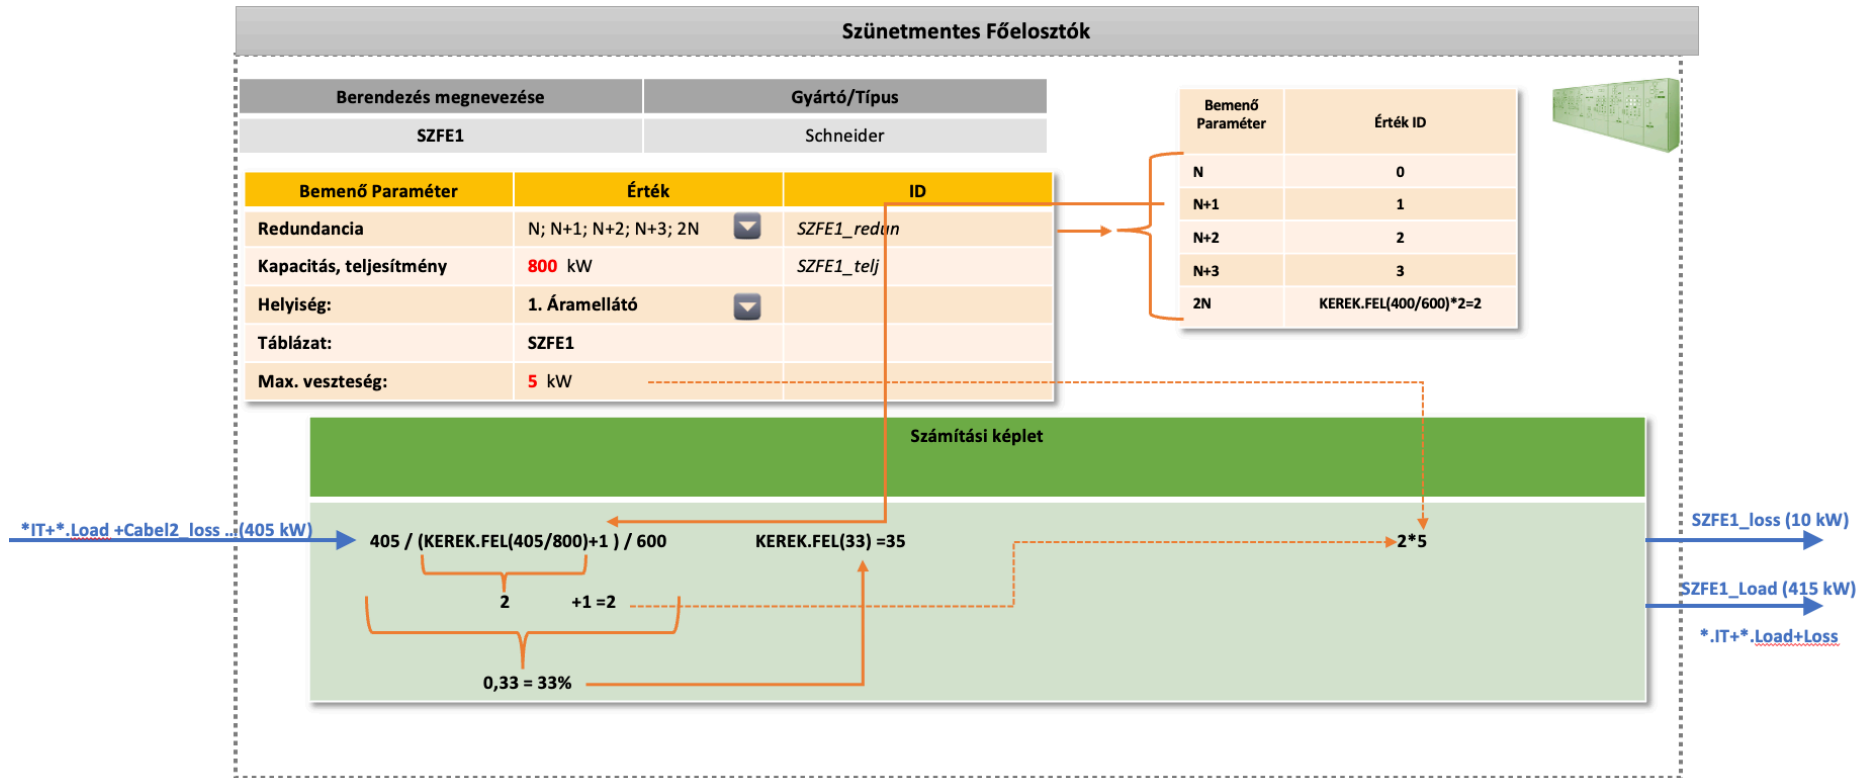 Szünetmentes Főelosztók
Berendezés megnevezése Gyártó/Típus
SZFE1 Schneider
Bemenő Paraméter Érték ID
Redundancia N; N+1; N+2; N+3; 2N SZFE1_redun
Kapacitás, teljesítmény 800 kW SZFE1_telj
Helyiség: 1. Áramellátó
Táblázat: SZFE1
Max. veszteség: 5 kW
Bemenő
Paraméter Érték ID
N 0
N+1 1
N+2 2
N+3 3
2N KEREK.FEL(400/600)*2=2
Számítási képlet
*IT+*.Load +Cabel2_loss ..(405 kW)
405 / (KEREK.FEL(405/800)+1 ) / 600 KEREK.FEL(33) =35 2*5
2 +1 =2
0,33 = 33%
SZFE1_loss (10 kW)
SZFE1_Load (415 kW)
*.IT+*.Load+Loss